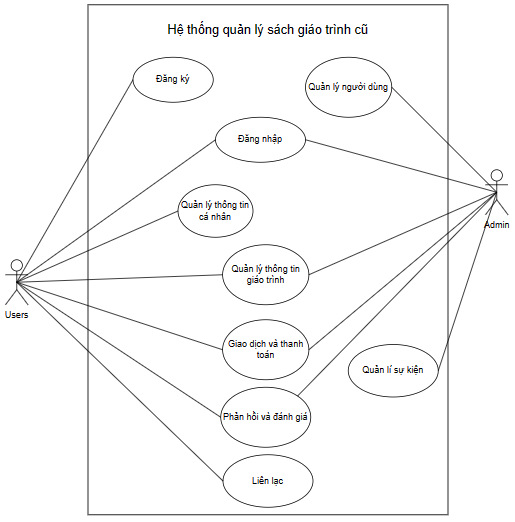 Hệ thống quản lý sách giáo trình cũ
Đăng ký
Quản lý người dùng
Đăng nhập
Quản lý thông tin
cá nhân
Admin
Quản lý thông tin
giáo trình
Users
Giao dịch và thanh
toán
Quản lí sự kiện
Phản hồi và đánh giá
Liên lạc